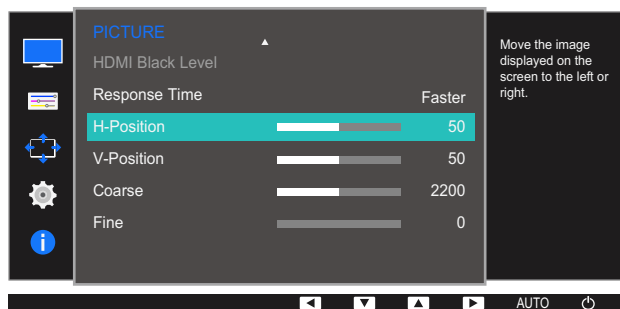 PICTURE
HDMI Black Level
Response Time Faster
H-Position 50
V-Position 50
Coarse 2200
Fine 0
Move the image
displayed on the
screen to the left or
right.
AUTO